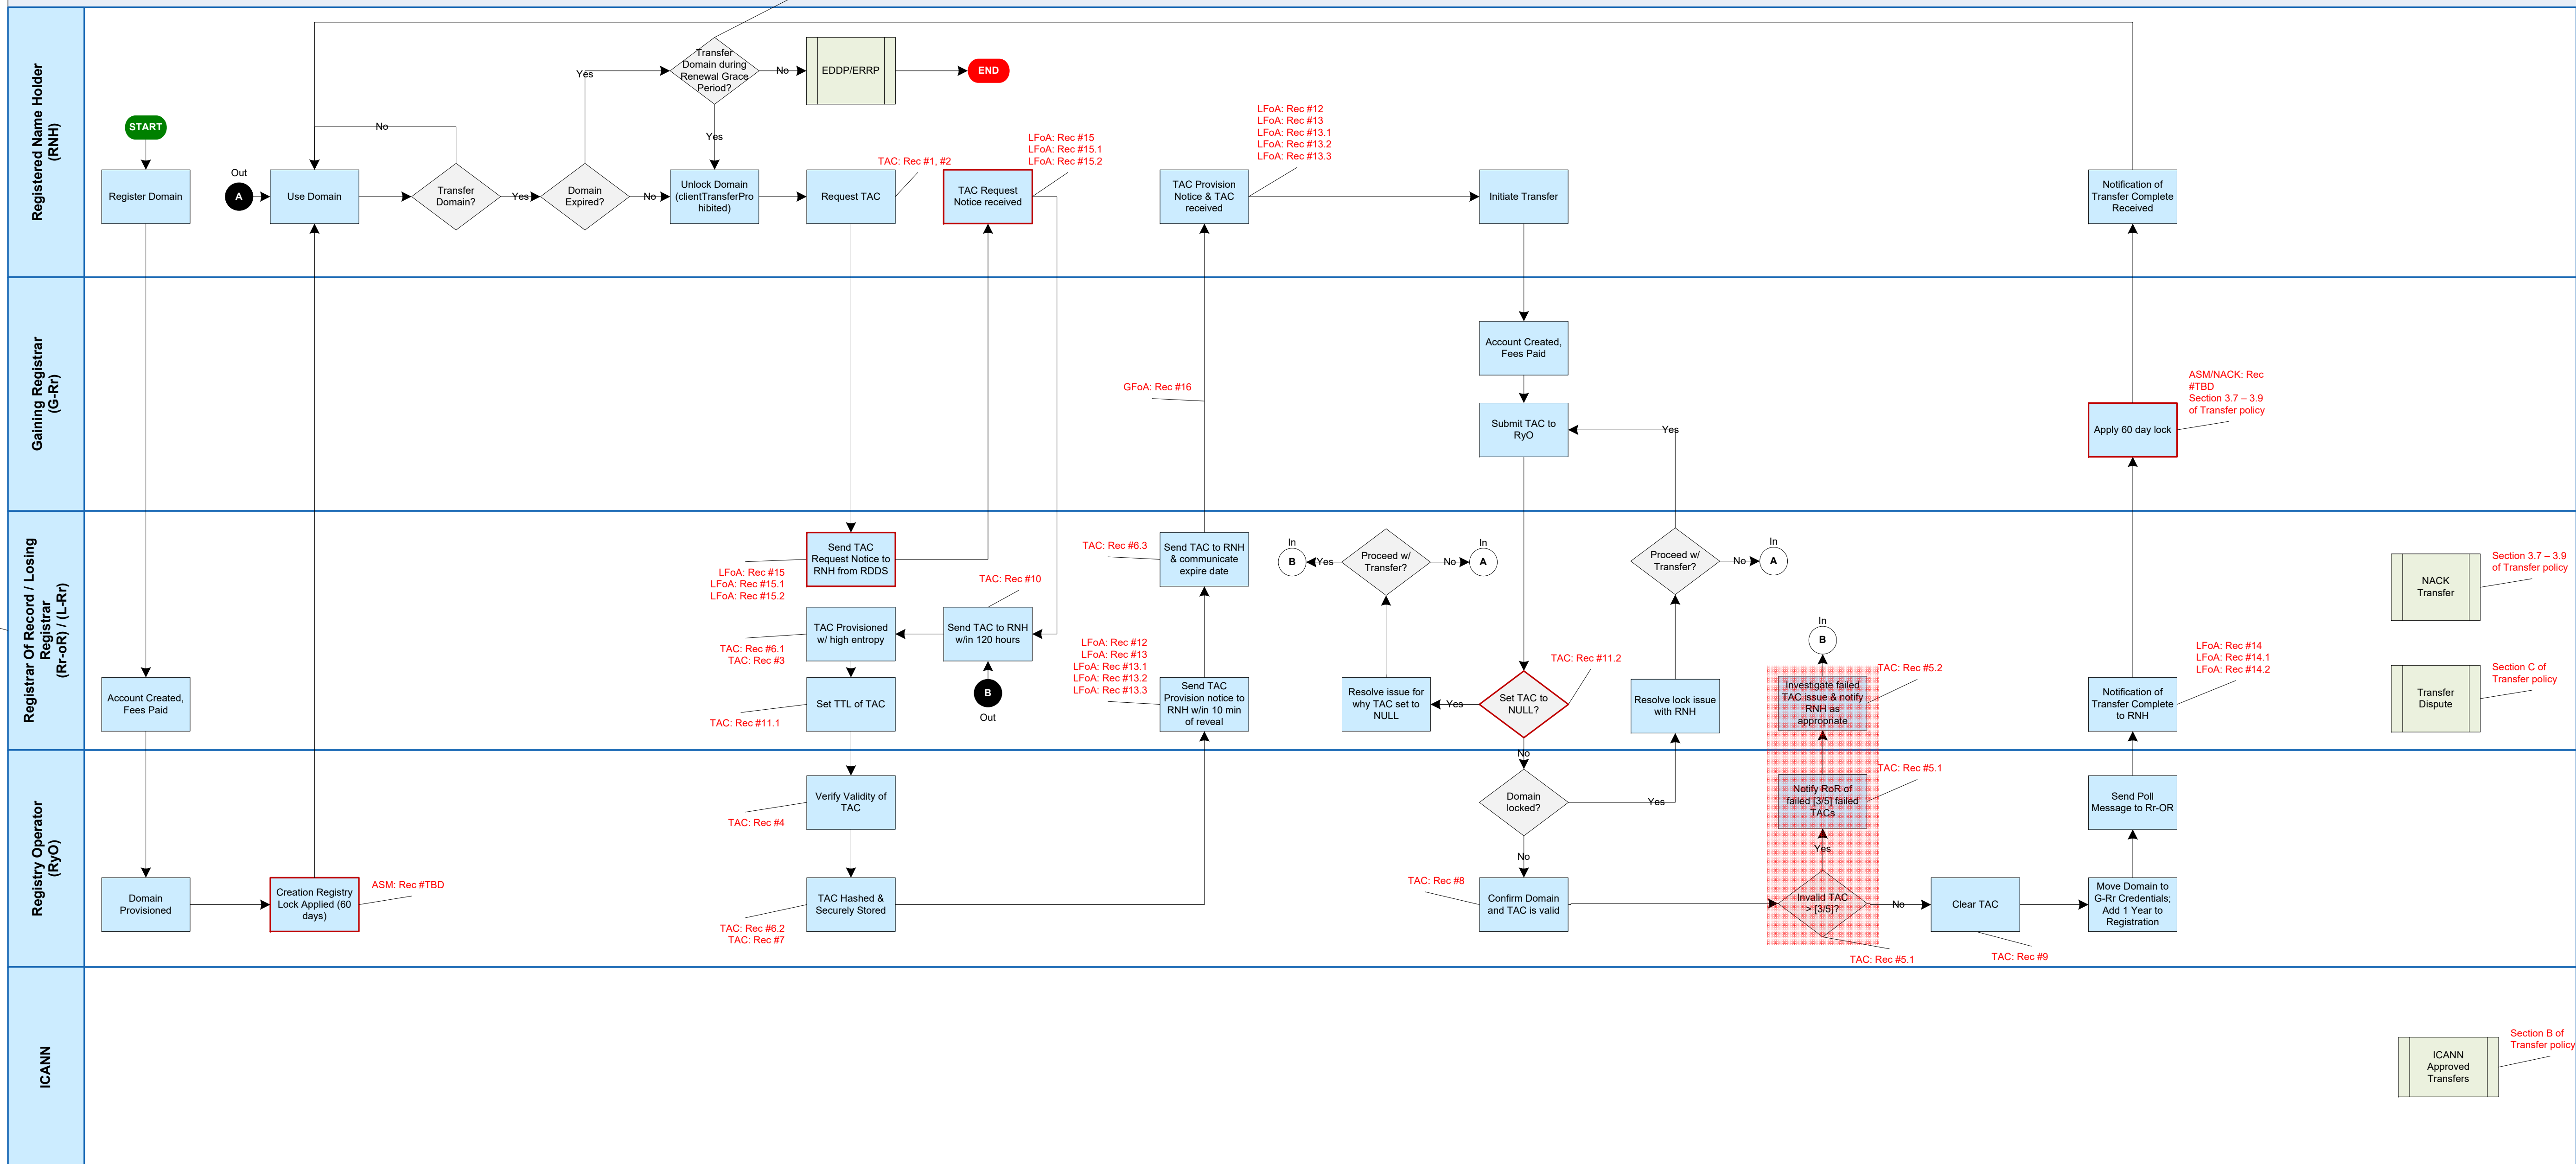 Registered Name Holder
(RNH)
START
Register Domain
Out
A
Use Domain
No
Transfer
Domain?
Yes
Domain
Expired?
Yes
No
Transfer
Domain during
Renewal Grace
Period?
No
EDDP/ERRP
END
Yes
Unlock Domain
(clientTransferPro
hibited)
Request TAC
TAC: Rec #1, #2
TAC Request
Notice received
LFoA: Rec #15
LFoA: Rec #15.1
LFoA: Rec #15.2
TAC Provision
Notice & TAC
received
LFoA: Rec #12
LFoA: Rec #13
LFoA: Rec #13.1
LFoA: Rec #13.2
LFoA: Rec #13.3
Initiate Transfer
Notification of
Transfer Complete
Received
Gaining Registrar
(G-Rr)
GFoA: Rec #16
Account Created,
Fees Paid
Submit TAC to
RyO
Yes
Apply 60 day lock
ASM/NACK: Rec
#TBD
Section 3.7 – 3.9
of Transfer policy
Registrar Of Record / Losing
Registrar
(Rr-oR) / (L-Rr)
Account Created,
Fees Paid
Send TAC
Request Notice to
RNH from RDDS
LFoA: Rec #15
LFoA: Rec #15.1
LFoA: Rec #15.2
TAC Provisioned
w/ high entropy
TAC: Rec #6.1
TAC: Rec #3
TAC: Rec #10
Send TAC to RNH
w/in 120 hours
B
Out
Set TTL of TAC
TAC: Rec #11.1
TAC: Rec #6.3
Send TAC to RNH
& communicate
expire date
LFoA: Rec #12
LFoA: Rec #13
LFoA: Rec #13.1
LFoA: Rec #13.2
LFoA: Rec #13.3
Send TAC
Provision notice to
RNH w/in 10 min
of reveal
In
B
Yes
Proceed w/
Transfer?
No
In
A
Resolve issue for
why TAC set to
NULL
Yes
Set TAC to
NULL?
TAC: Rec #11.2
No
Proceed w/
Transfer?
No
In
A
Resolve lock issue
with RNH
In
B
TAC: Rec #5.2
Investigate failed
TAC issue & notify
RNH as
appropriate
Notification of
Transfer Complete
to RNH
LFoA: Rec #14
LFoA: Rec #14.1
LFoA: Rec #14.2
NACK
Transfer
Section 3.7 – 3.9
of Transfer policy
Transfer
Dispute
Section C of
Transfer policy
Registry Operator
(RyO)
Domain
Provisioned
Creation Registry
Lock Applied (60
days)
ASM: Rec #TBD
Verify Validity of
TAC
TAC: Rec #4
TAC Hashed &
Securely Stored
TAC: Rec #6.2
TAC: Rec #7
Domain
locked?
Yes
No
TAC: Rec #8
Confirm Domain
and TAC is valid
TAC: Rec #5.1
Notify RoR of
failed [3/5] failed
TACs
Yes
Invalid TAC
> [3/5]?
TAC: Rec #5.1
No
Clear TAC
TAC: Rec #9
Send Poll
Message to Rr-OR
Move Domain to
G-Rr Credentials;
Add 1 Year to
Registration
ICANN
ICANN
Approved
Transfers
Section B of
Transfer policy